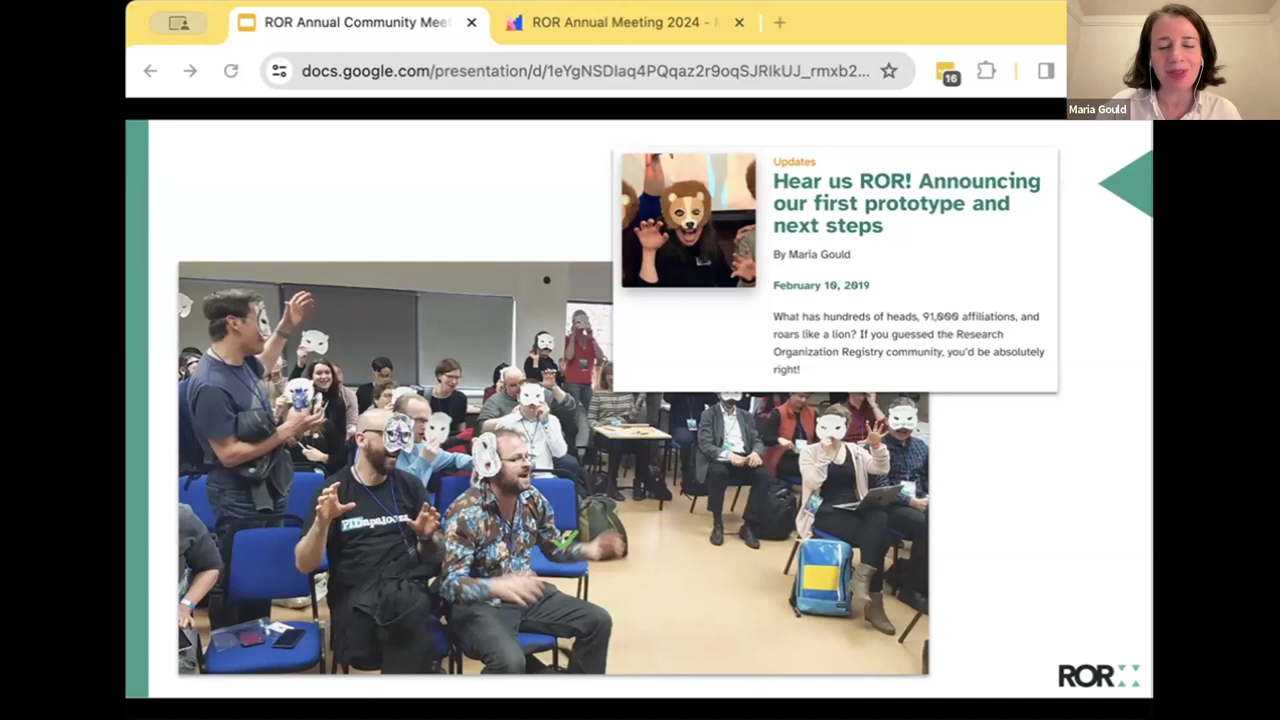 ROR Annual Community Meet
ROR Annual Meeting 2024 -
docs.google.com/presentation/d/1eYgNSDIaq4PQqaz2r9oqSJRlkUJ_rmxb2...
16
Maria Gould
Updates
Hear us ROR! Announcing
our first prototype and
next steps
By Maria Gould
February 10, 2019
What has hundreds of heads, 91,000 affiliations, and
roars like a lion? If you guessed the Research
Organization Registry community, you'd be absolutely
right!
PIDapalooza
ROR